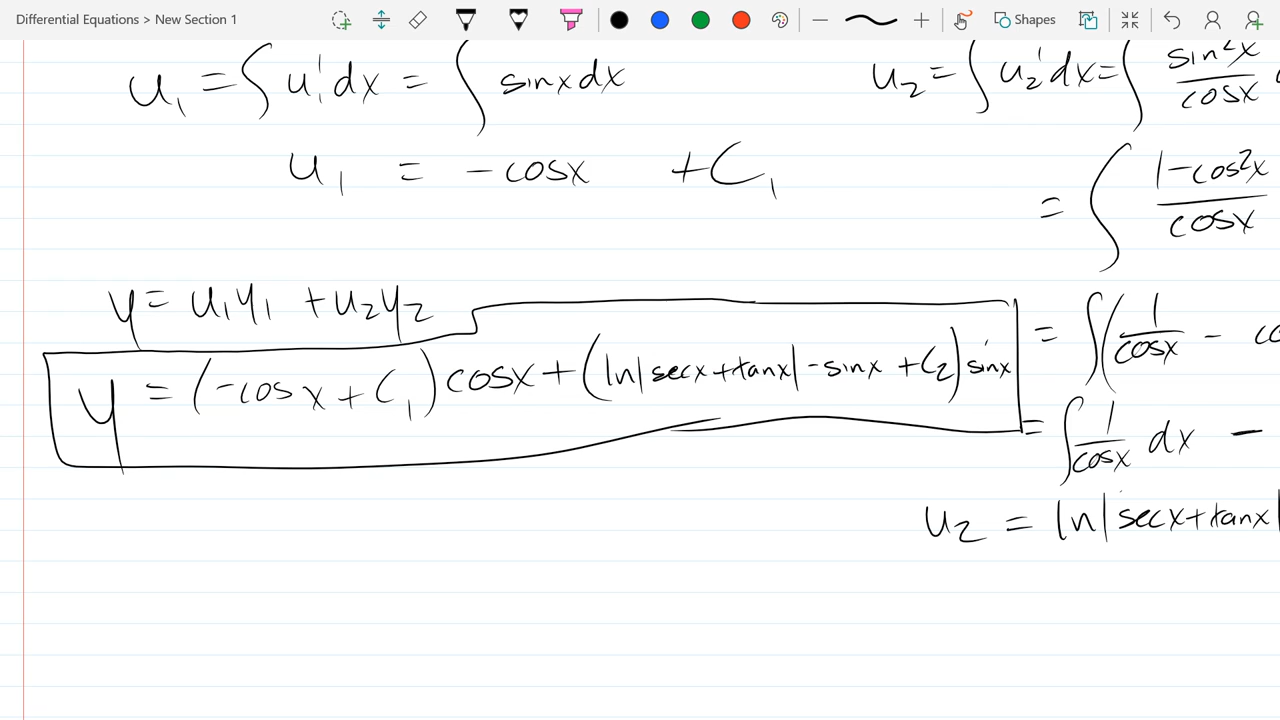 Differential Equations > New Section 1
Shapes
u₁ = ∫ u₁' dx = ∫ sinx dx
u₁ = -cosx + C₁
y = u₁y₁ + u₂y₂
y = (-cosx + C₁) cosx + (ln|secx+tanx| - sinx + C₂) sinx
u₂ = ∫ u₂' dx = ∫ sin²x / cosx
= ∫ 1-cos²x / cosx
= ∫ (1/cosx - co
= ∫ 1/cosx dx -
u₂ = ln|secx+tanx|